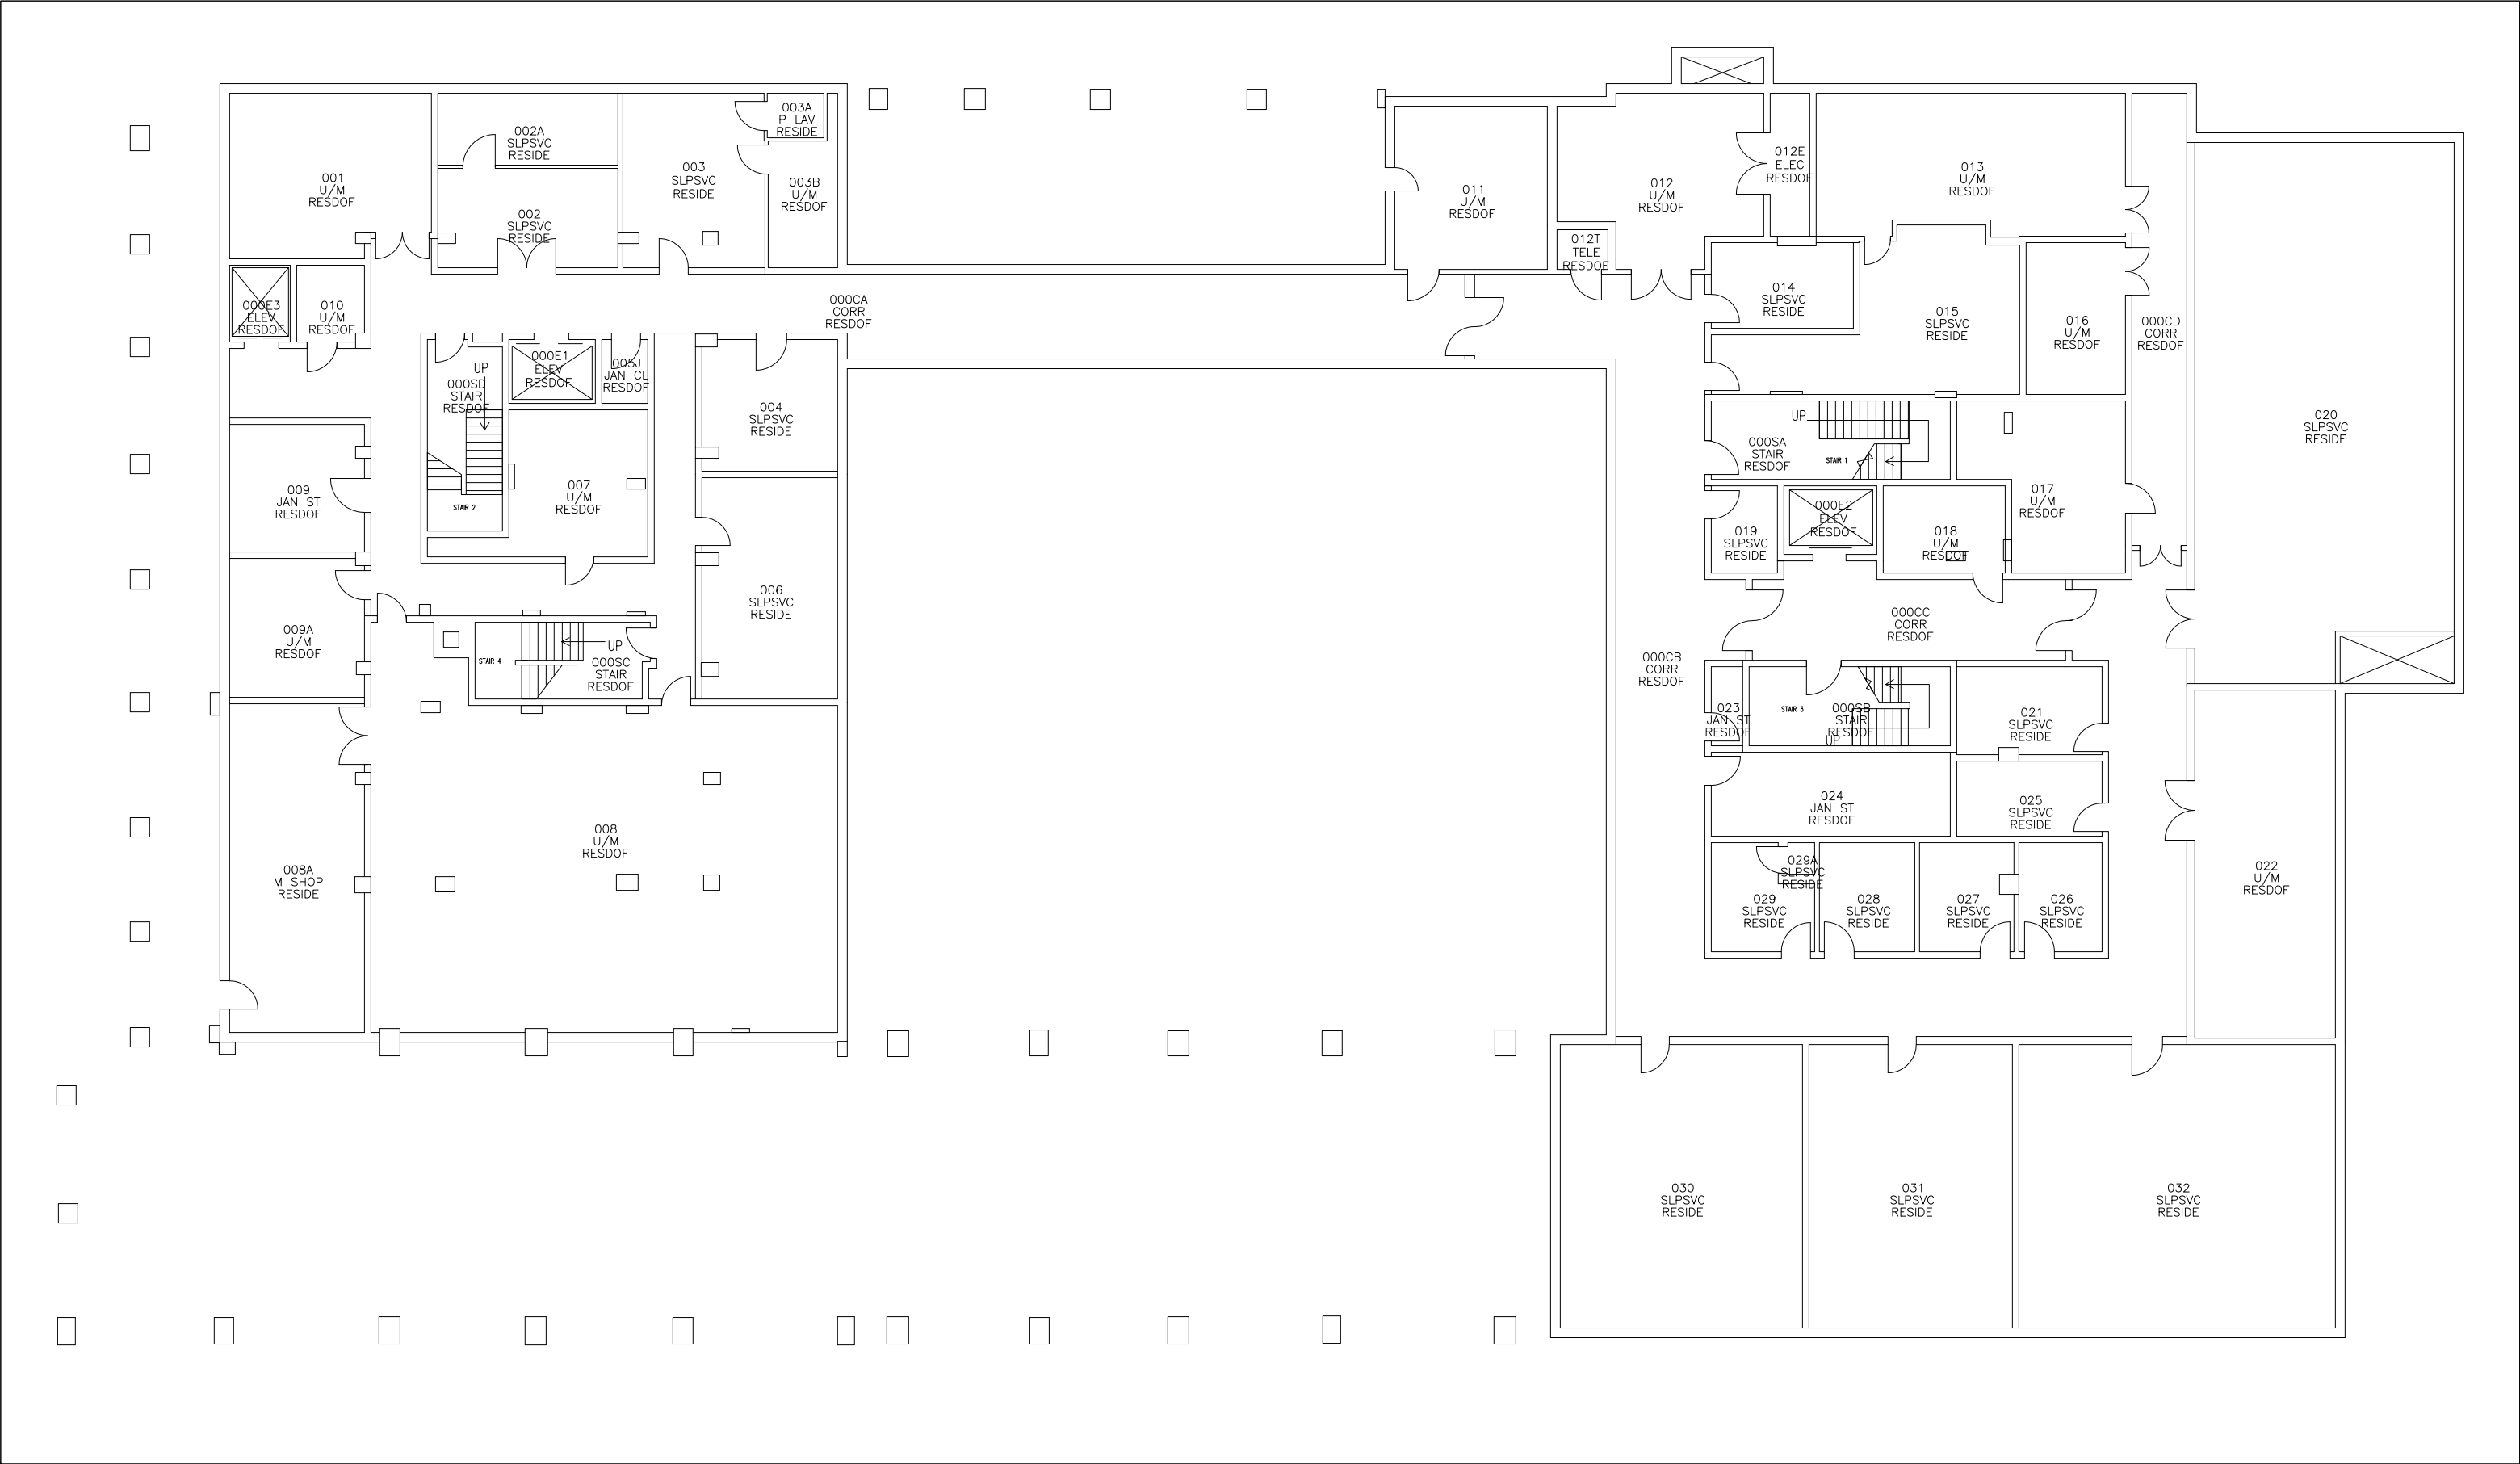 001
U/M
RESDOF
002A
SLPSVC
RESIDE
002
SLPSVC
RESIDE
003
SLPSVC
RESIDE
003A
P LAV
RESIDE
003B
U/M
RESDOF
000E3
ELEV
RESDOF
010
U/M
RESDOF
000CA
CORR
RESDOF
UP
000SD
STAIR
RESDOF
STAIR 2
000E1
ELEV
RESDOF
005J
JAN CL
RESDOF
004
SLPSVC
RESIDE
007
U/M
RESDOF
009
JAN ST
RESDOF
006
SLPSVC
RESIDE
009A
U/M
RESDOF
STAIR 4
UP
000SC
STAIR
RESDOF
008
U/M
RESDOF
008A
M SHOP
RESIDE
011
U/M
RESDOF
012
U/M
RESDOF
012T
TELE
RESDOF
012E
ELEC
RESDOF
013
U/M
RESDOF
014
SLPSVC
RESIDE
015
SLPSVC
RESIDE
016
U/M
RESDOF
000CD
CORR
RESDOF
020
SLPSVC
RESIDE
UP
000SA
STAIR
RESDOF
STAIR 1
017
U/M
RESDOF
019
SLPSVC
RESIDE
000E2
ELEV
RESDOF
018
U/M
RESDOF
000CC
CORR
RESDOF
000CB
CORR
RESDOF
023
JAN ST
RESDOF
STAIR 3
000SB
STAIR
RESDOF
UP
021
SLPSVC
RESIDE
024
JAN ST
RESDOF
025
SLPSVC
RESIDE
029A
SLPSVC
RESIDE
029
SLPSVC
RESIDE
028
SLPSVC
RESIDE
027
SLPSVC
RESIDE
026
SLPSVC
RESIDE
022
U/M
RESDOF
030
SLPSVC
RESIDE
031
SLPSVC
RESIDE
032
SLPSVC
RESIDE